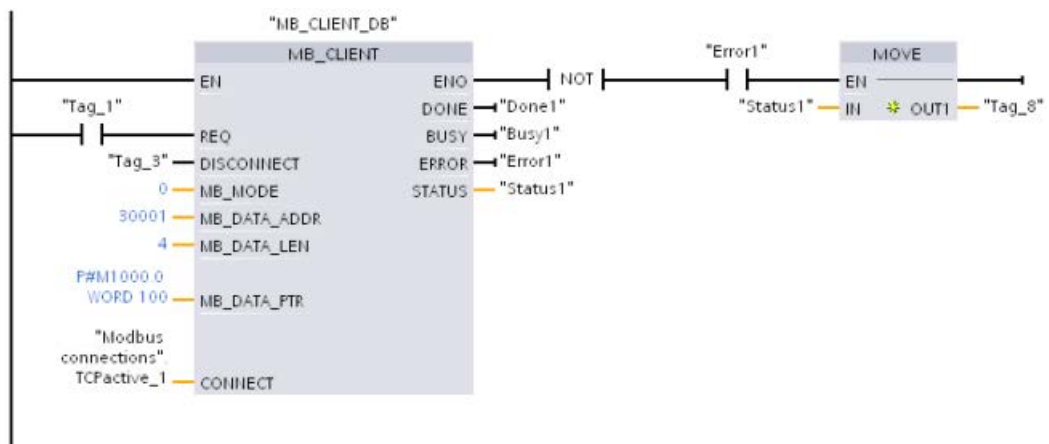 "MB_CLIENT_DB"
MB_CLIENT
"Error1"
MOVE
EN
ENO
NOT
EN
"Tag_1"
DONE
"Done1"
"Status1"
IN
OUT1
"Tag_8"
REQ
BUSY
"Busy1"
"Tag_3"
DISCONNECT
ERROR
"Error1"
0
MB_MODE
STATUS
"Status1"
30001
MB_DATA_ADDR
4
MB_DATA_LEN
P#M1000.0
WORD 100
MB_DATA_PTR
"Modbus
connections".
TCPactive_1
CONNECT